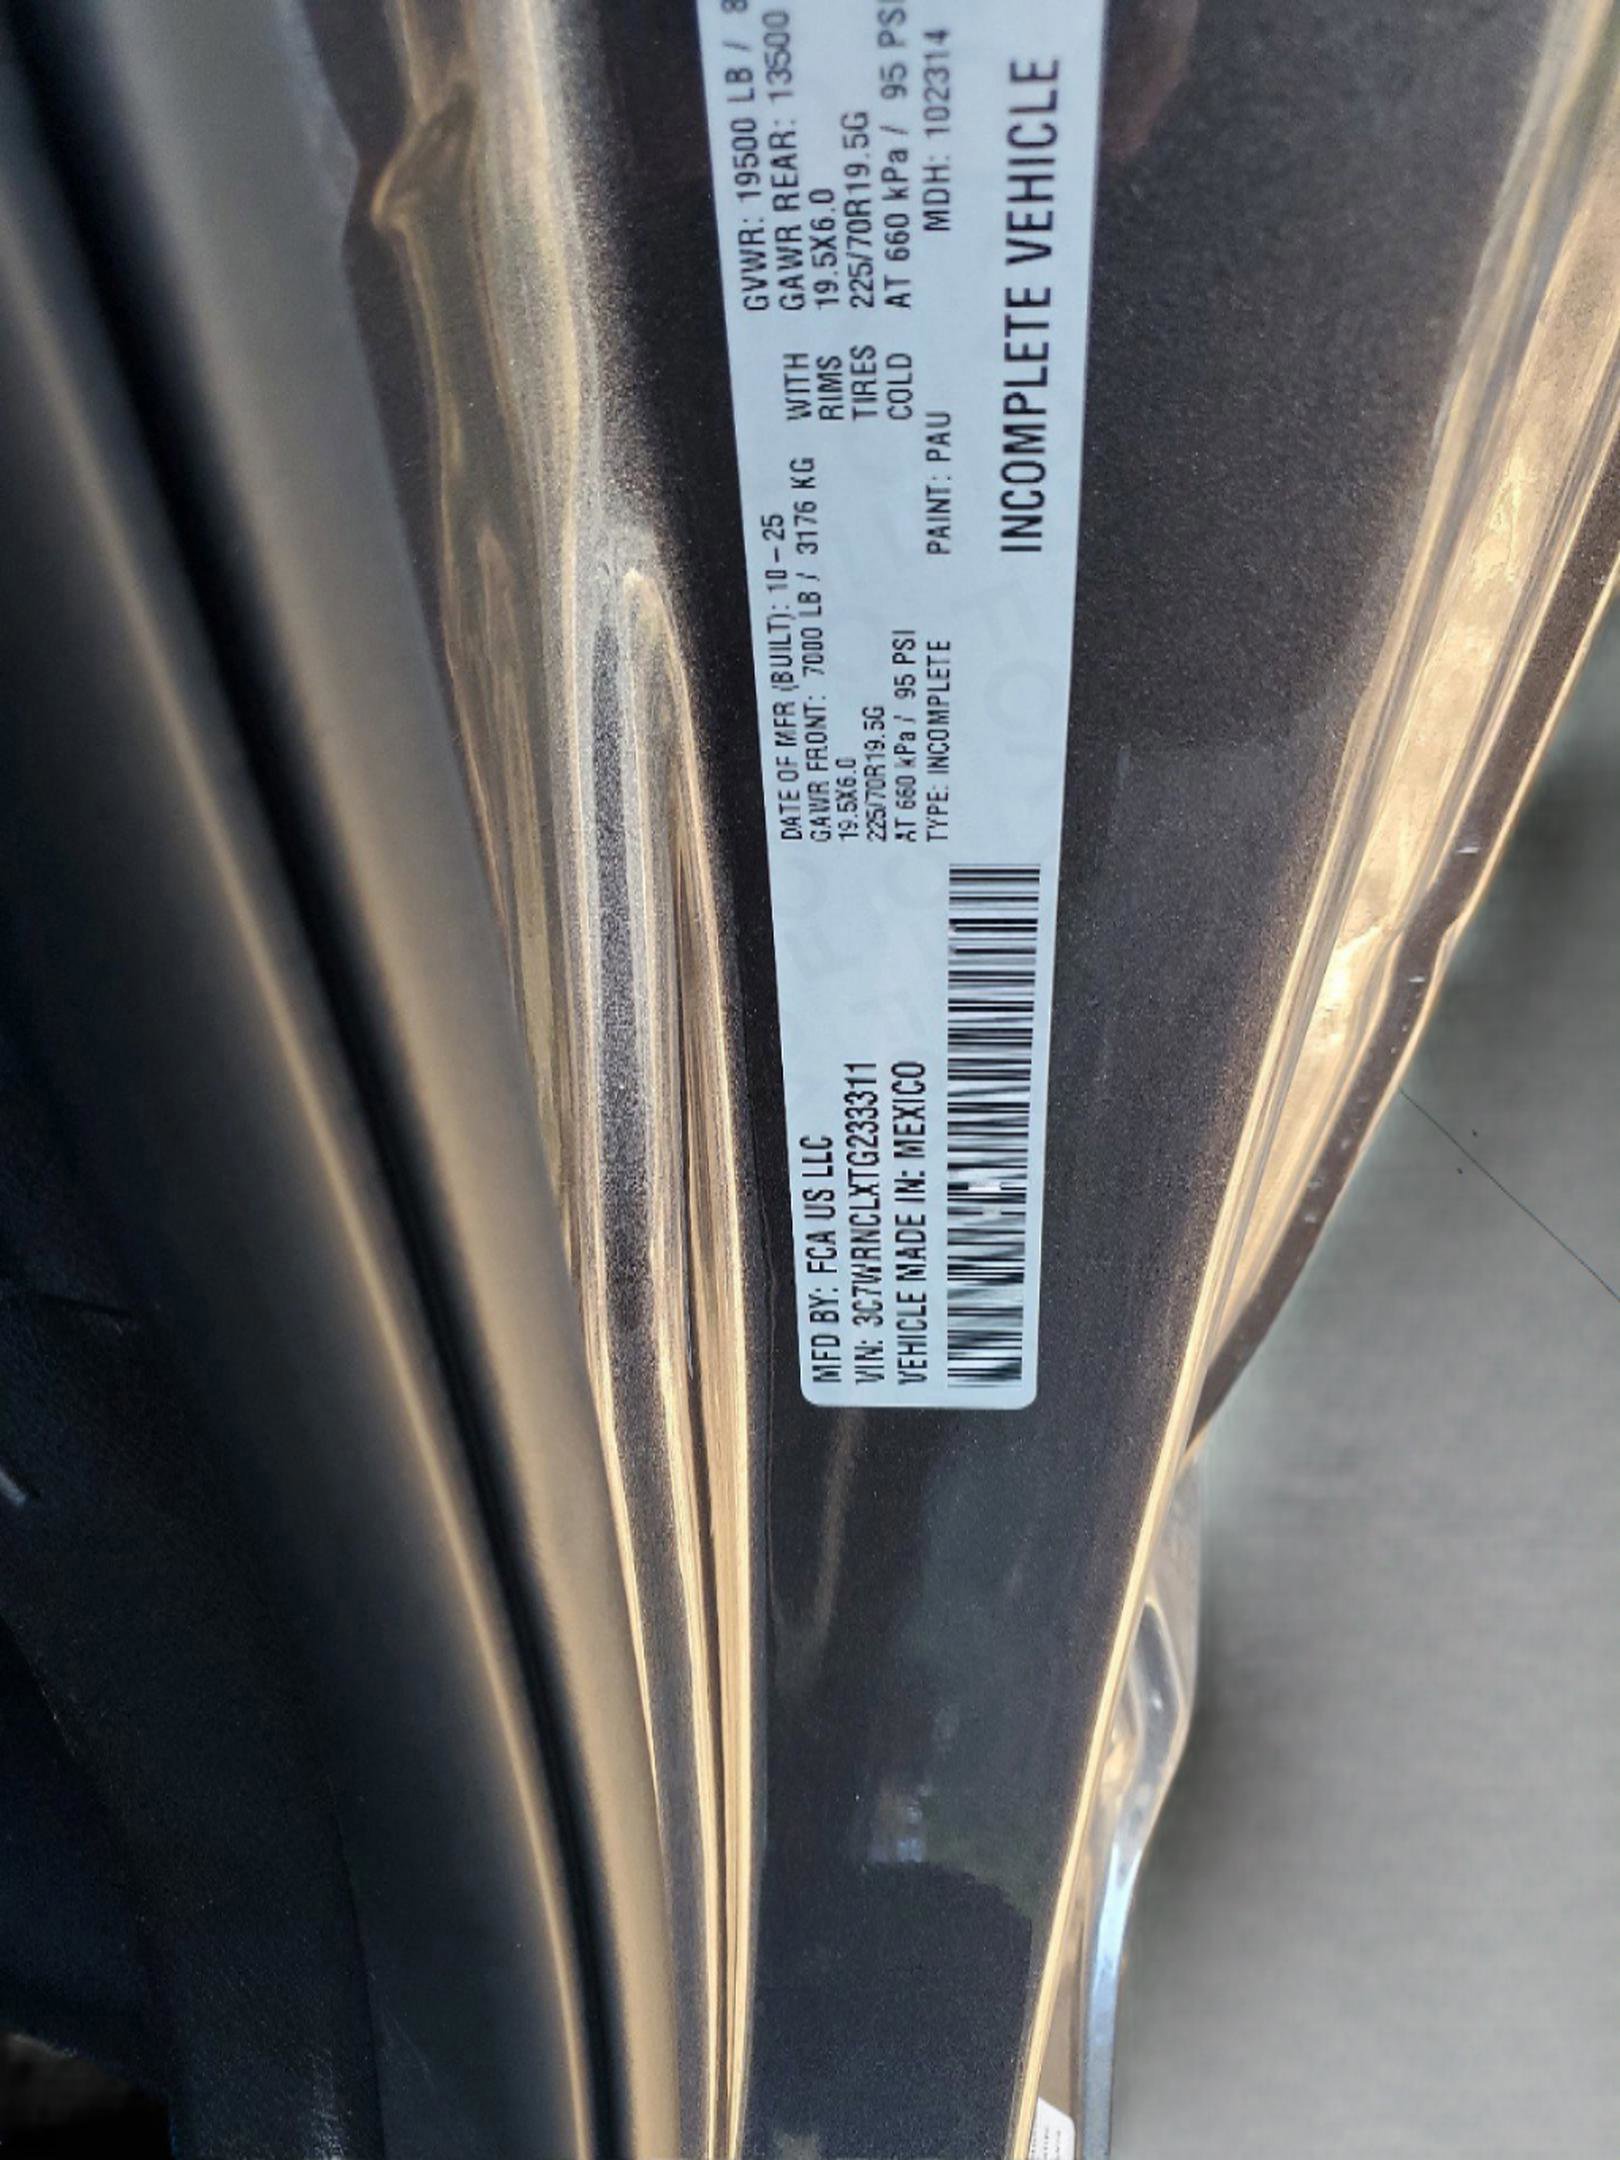 MFD BY: FCA US LLC
VIN: 3C7WRNCLXTG233311
VEHICLE MADE IN: MEXICO
DATE OF MFR (BUILT): 10-25
GAWR FRONT: 7000 LB / 3176 KG
19.5X6.0
225/70R19.5G
AT 660 kPa / 95 PSI
TYPE: INCOMPLETE
WITH
RIMS
TIRES
COLD
PAINT: PAU
GVWR: 19500 LB / 8
GAWR REAR: 13500
19.5X6.0
225/70R19.5G
AT 660 kPa / 95 PSI
MDH: 102314
INCOMPLETE VEHICLE